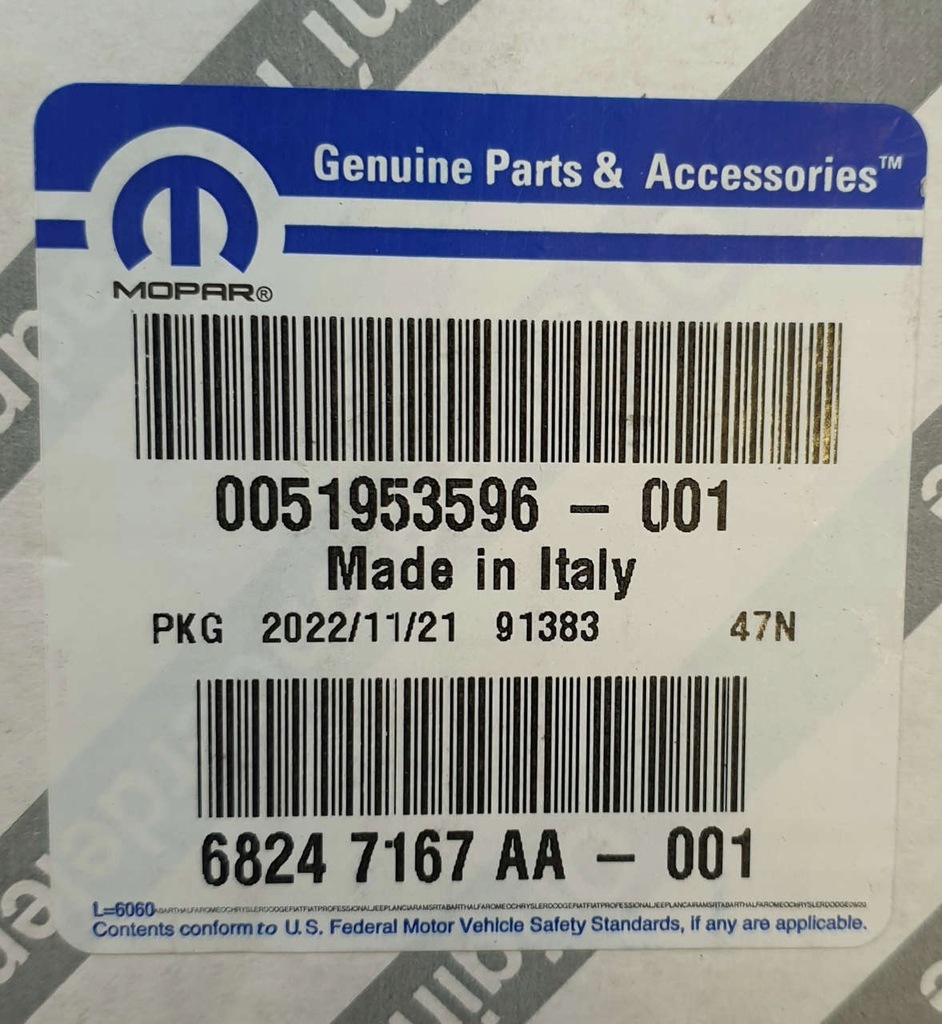 Genuine Parts & Accessories™
MOPAR®
0051953596 – 001
Made in Italy
PKG 2022/11/21 91383 47N
6824 7167 AA – 001
L=6060
Contents conform to U.S. Federal Motor Vehicle Safety Standards, if any are applicable.